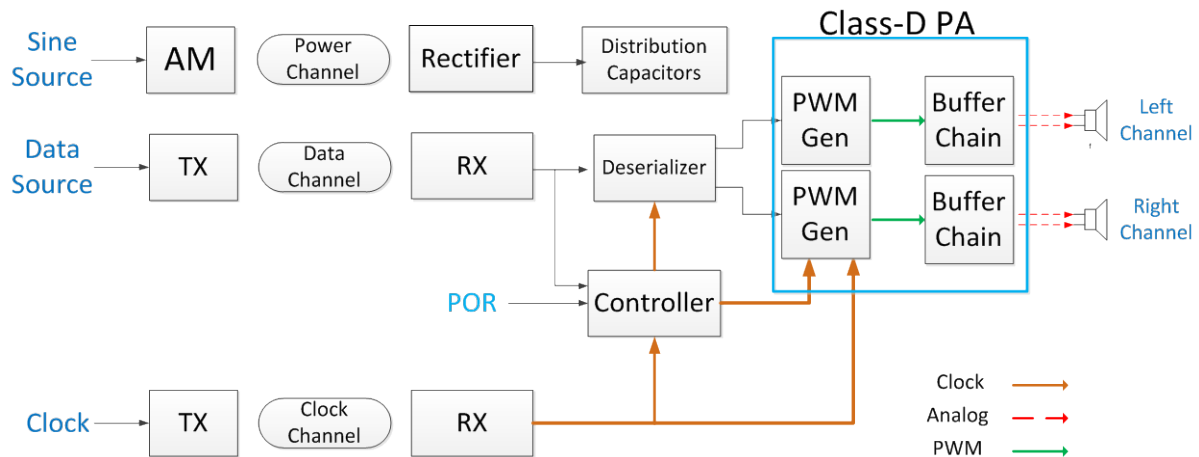 Class-D PA
Sine
Source
AM
Power
Channel
Rectifier
Distribution
Capacitors
PWM
Gen
Buffer
Chain
Left
Channel
Data
Source
TX
Data
Channel
RX
Deserializer
PWM
Gen
Buffer
Chain
Right
Channel
POR
Controller
Clock
TX
Clock
Channel
RX
Clock
Analog
PWM